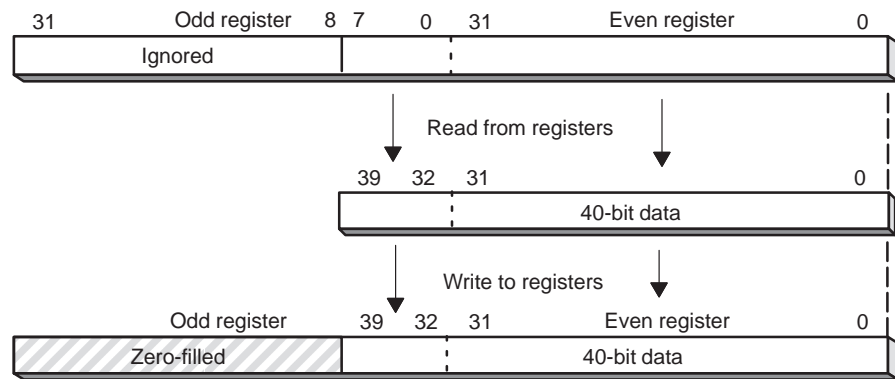 31 Odd register 8 7 0 31 Even register 0
Ignored
Read from registers
39 32 31 0
40-bit data
Write to registers
Odd register 39 32 31 Even register 0
Zero-filled 40-bit data